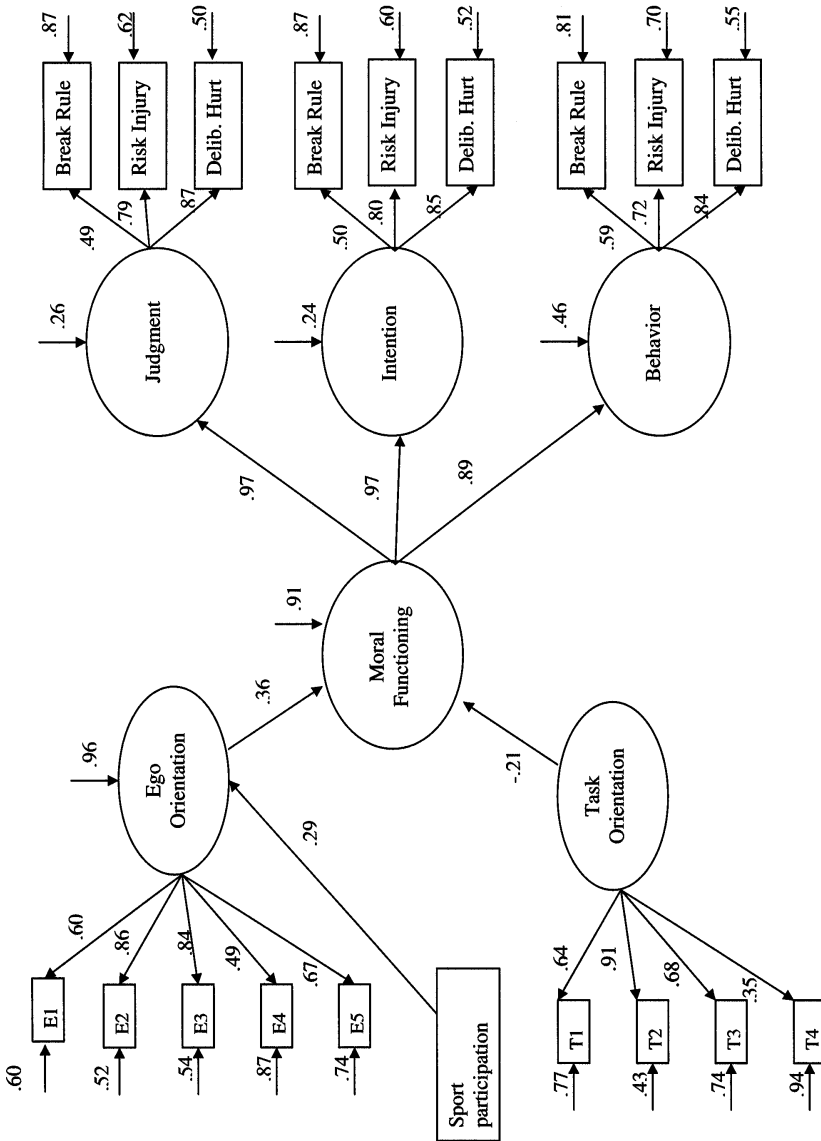 .87
.62
.50
Break Rule
Risk Injury
Delib. Hurt
.49
.79
.87
.26
Judgment
.97
.87
.60
.52
Break Rule
Risk Injury
Delib. Hurt
.50
.80
.85
.24
Intention
.97
.81
.70
.55
Break Rule
Risk Injury
Delib. Hurt
.59
.72
.84
.46
Behavior
.89
.91
Moral
Functioning
.36
-.21
.96
Ego
Orientation
.29
Task
Orientation
.60
.86
.84
.49
.67
E1
E2
E3
E4
E5
.60
.52
.54
.87
.74
Sport
participation
.64
.91
.68
.35
T1
T2
T3
T4
.77
.43
.74
.94